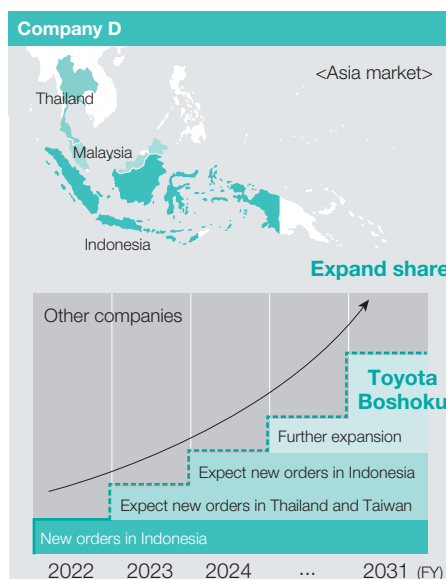 Company D
<Asia market>
Thailand
Malaysia
Indonesia
Expand share
Other companies
Toyota
Boshoku
Further expansion
Expect new orders in Indonesia
Expect new orders in Thailand and Taiwan
New orders in Indonesia
2022 2023 2024 ... 2031 (FY)